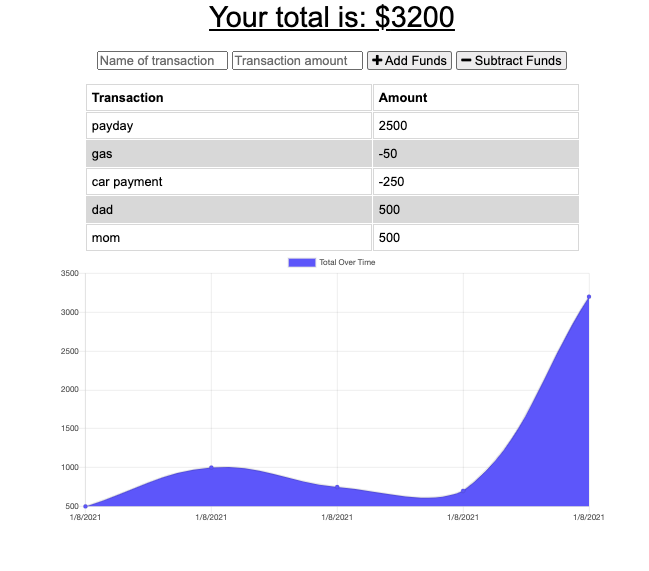 Your total is: $3200
Name of transaction Transaction amount + Add Funds − Subtract Funds
Transaction Amount
payday 2500
gas -50
car payment -250
dad 500
mom 500
Total Over Time
3500
3000
2500
2000
1500
1000
500
1/8/2021 1/8/2021 1/8/2021 1/8/2021 1/8/2021